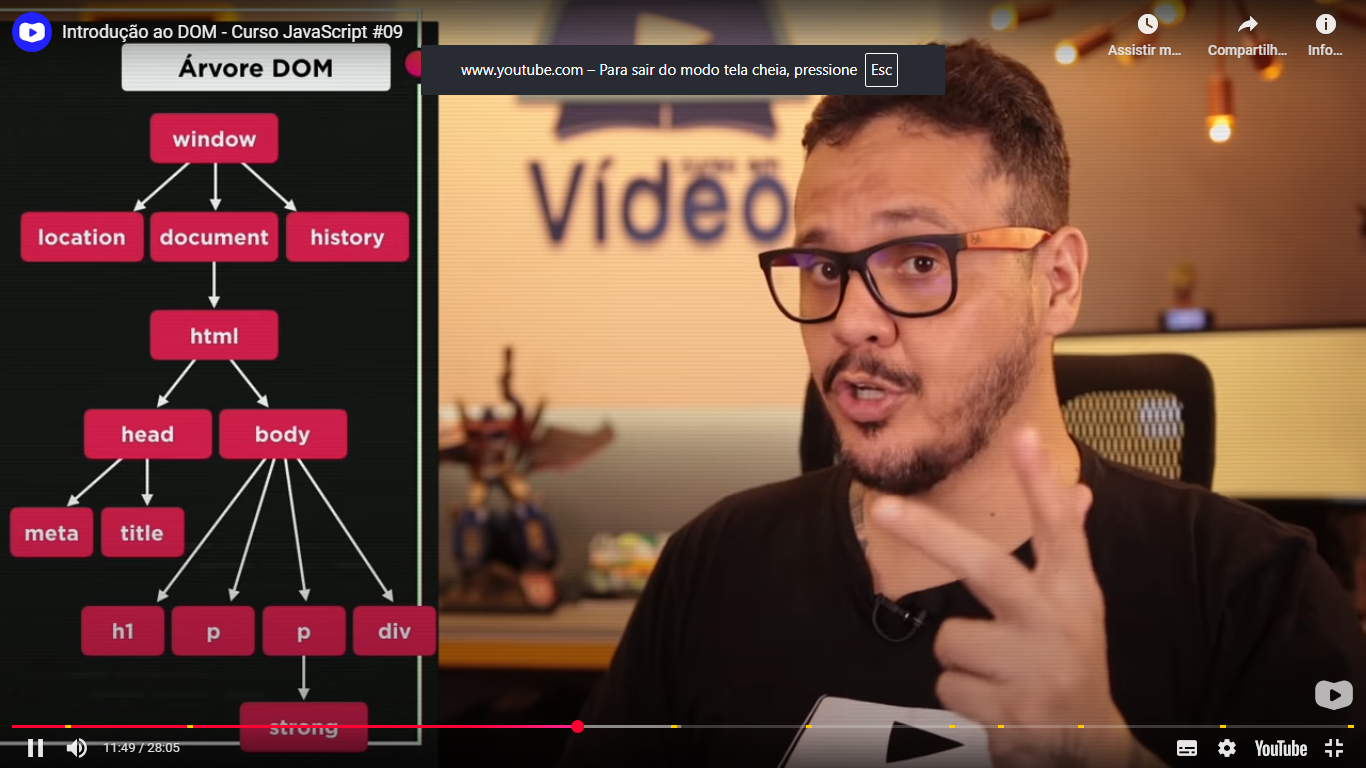 Introdução ao DOM - Curso JavaScript #09
Assistir m...
Compartilh...
Info...
www.youtube.com – Para sair do modo tela cheia, pressione Esc
Árvore DOM
window
location document history
html
head body
meta title
h1 p p div
strong
Vídeo
11:49 / 28:05
YouTube